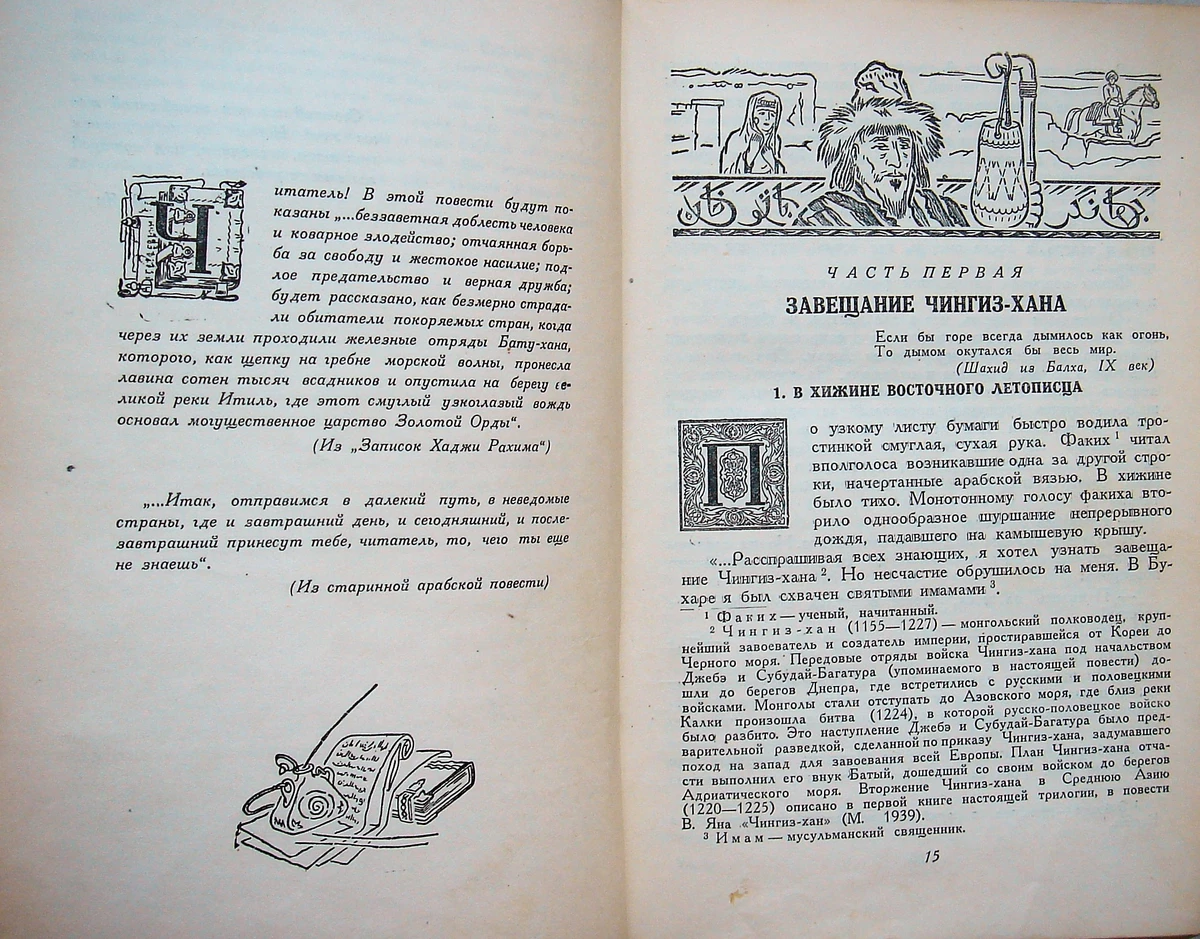 Читатель! В этой повести будут по-
казаны „...беззаветная доблесть человека
и коварное злодейство; отчаянная борь-
ба за свободу и жестокое насилие; под-
лое предательство и верная дружба;
будет рассказано, как безмерно страда-
ли обитатели покоряемых стран, когда
через их земли проходили железные отряды Бату-хана,
которого, как щепку на гребне морской волны, пронесла
лавина сотен тысяч всадников и опустила на берегу ве-
ликой реки Итиль, где этот смуглый узкоглазый вождь
основал могущественное царство Золотой Орды“.
(Из „Записок Хаджи Рахима“)
„...Итак, отправимся в далекий путь, в неведомые
страны, где и завтрашний день, и сегодняшний, и после-
завтрашний принесут тебе, читатель, то, чего ты еще
не знаешь“.
(Из старинной арабской повести)
ЧАСТЬ ПЕРВАЯ
ЗАВЕЩАНИЕ ЧИНГИЗ-ХАНА
Если бы горе всегда дымилось как огонь,
То дымом окутался бы весь мир.
(Шахид из Балха, IX век)
1. В ХИЖИНЕ ВОСТОЧНОГО ЛЕТОПИСЦА
По узкому листу бумаги быстро водила тро-
стинкой смуглая, сухая рука. Факих ¹ читал
вполголоса возникавшие одна за другой стро-
ки, начертанные арабской вязью. В хижине
было тихо. Монотонному голосу факиха вто-
рило однообразное шуршание непрерывного
дождя, падавшего на камышевую крышу.
«...Расспрашивая всех знающих, я хотел узнать завеща-
ние Чингиз-хана ². Но несчастие обрушилось на меня. В Бу-
харе я был схвачен святыми имамами ³.
¹ Факих — ученый, начитанный.
² Чингиз-хан (1155—1227) — монгольский полководец, круп-
нейший завоеватель и создатель империи, простиравшейся от Кореи до
Черного моря. Передовые отряды войска Чингиз-хана под начальством
Джебэ и Субудай-Багатура (упоминаемого в настоящей повести) до-
шли до берегов Днепра, где встретились с русскими и половецкими
войсками. Монголы стали отступать до Азовского моря, где близ реки
Калки произошла битва (1224), в которой русско-половецкое войско
было разбито. Это наступление Джебэ и Субудай-Багатура было пред-
варительной разведкой, сделанной по приказу Чингиз-хана, задумавшего
поход на запад для завоевания всей Европы. План Чингиз-хана отча-
сти выполнил его внук Батый, дошедший со своим войском до берегов
Адриатического моря. Вторжение Чингиз-хана в Среднюю Азию
(1220—1225) описано в первой книге настоящей трилогии, в повести
В. Яна «Чингиз-хан» (М. 1939).
³ Имам — мусульманский священник.
15